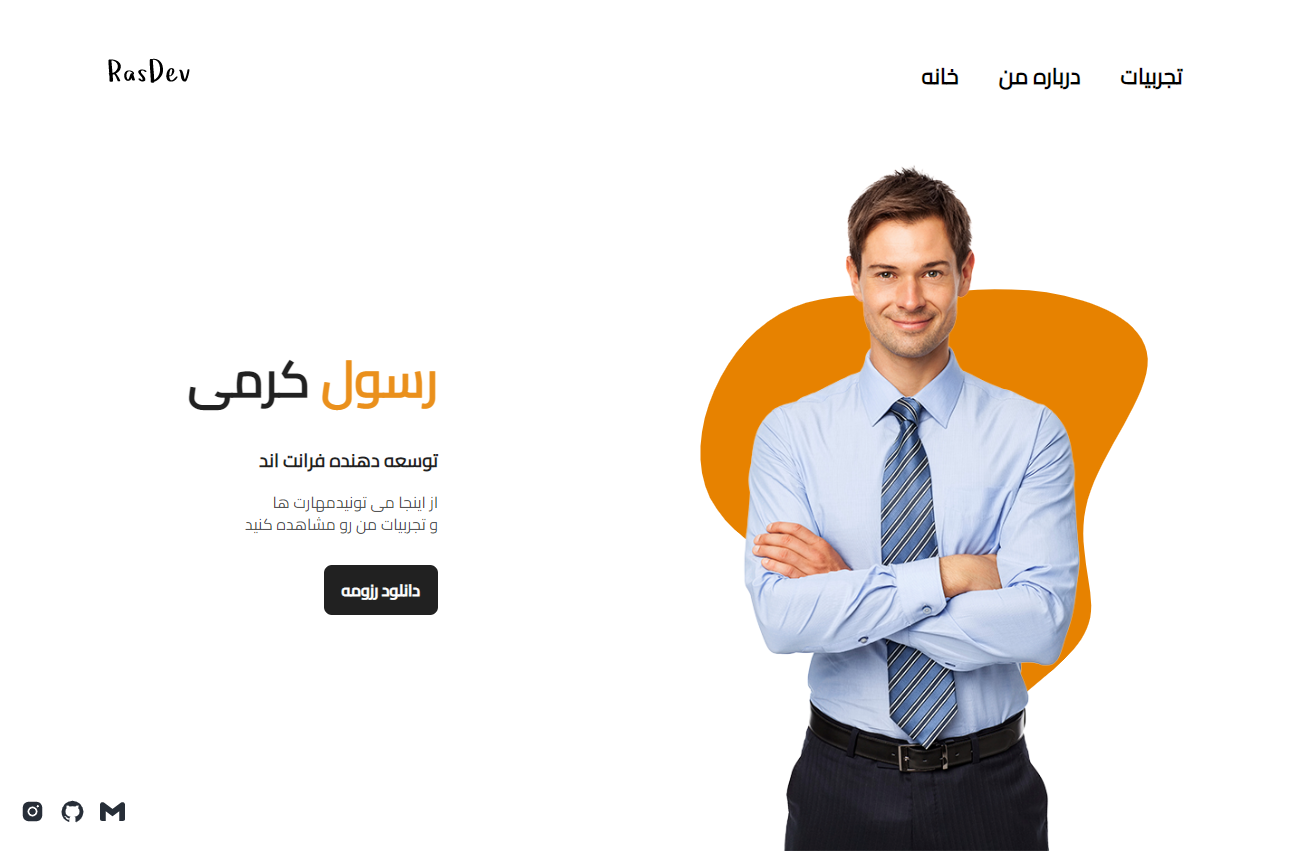 RasDev
تجربیات
درباره من
خانه
رسول کرمی
توسعه دهنده فرانت اند
از اینجا می تونیدمهارت ها
و تجربیات من رو مشاهده کنید
دانلود رزومه